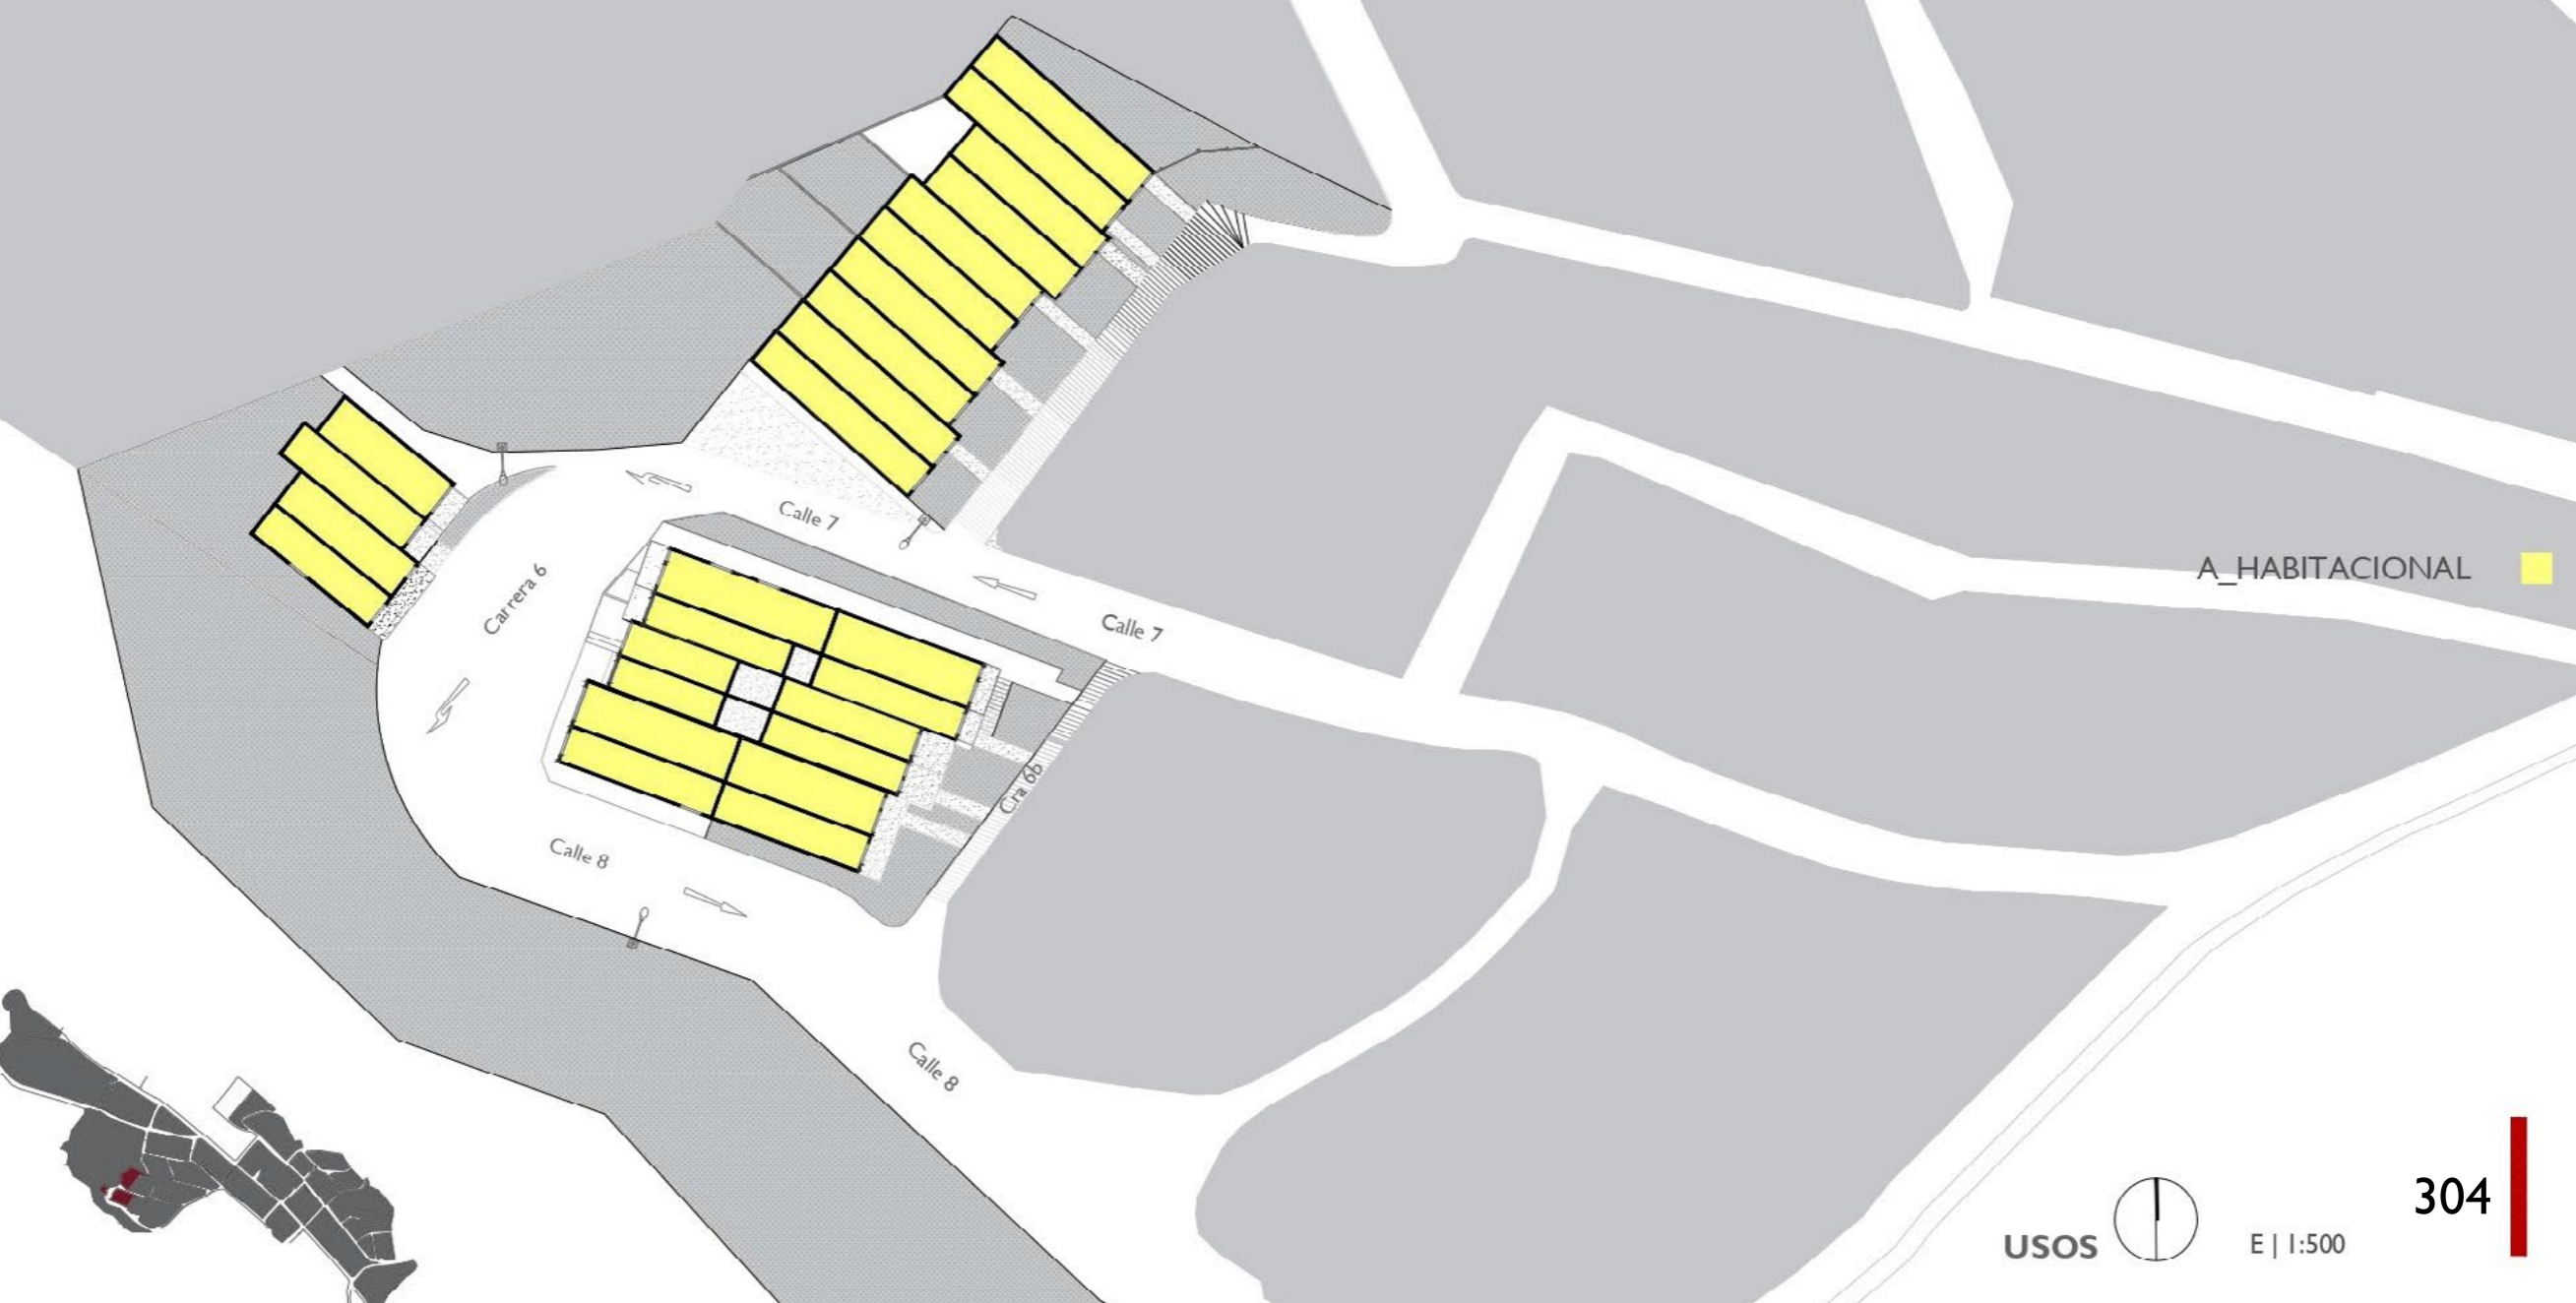 Calle 7
Carrera 6
Calle 7
A_HABITACIONAL
Cra 6b
Calle 8
Calle 8
304
USOS
E | 1:500